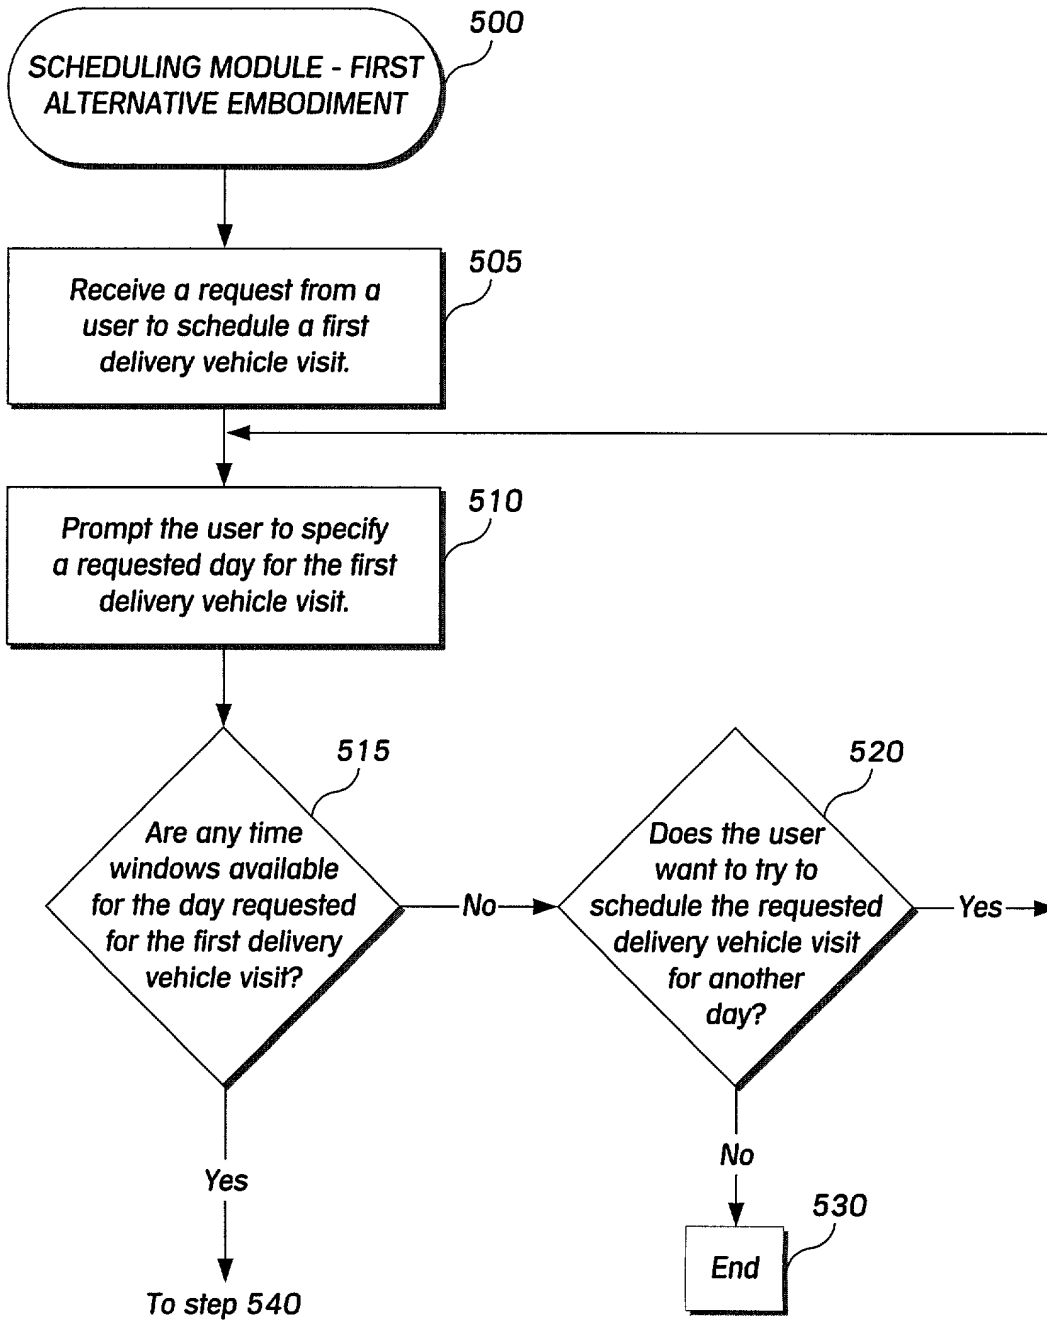 500
SCHEDULING MODULE - FIRST
ALTERNATIVE EMBODIMENT
505
Receive a request from a
user to schedule a first
delivery vehicle visit.
510
Prompt the user to specify
a requested day for the first
delivery vehicle visit.
515
Are any time
windows available
for the day requested
for the first delivery
vehicle visit?
No
520
Does the user
want to try to
schedule the requested
delivery vehicle visit
for another
day?
Yes
No
530
End
Yes
To step 540